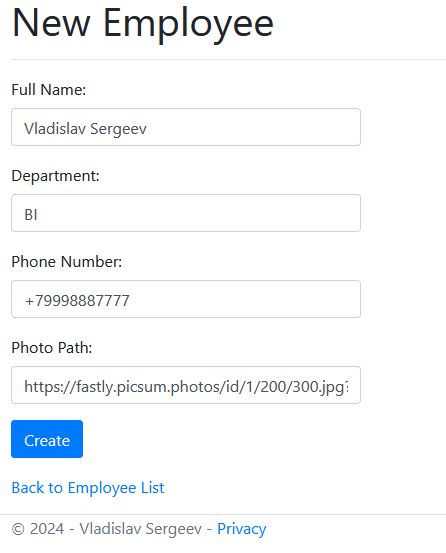 New Employee
Full Name:
Vladislav Sergeev
Department:
BI
Phone Number:
+79998887777
Photo Path:
https://fastly.picsum.photos/id/1/200/300.jpg?
Create
Back to Employee List
© 2024 - Vladislav Sergeev - Privacy